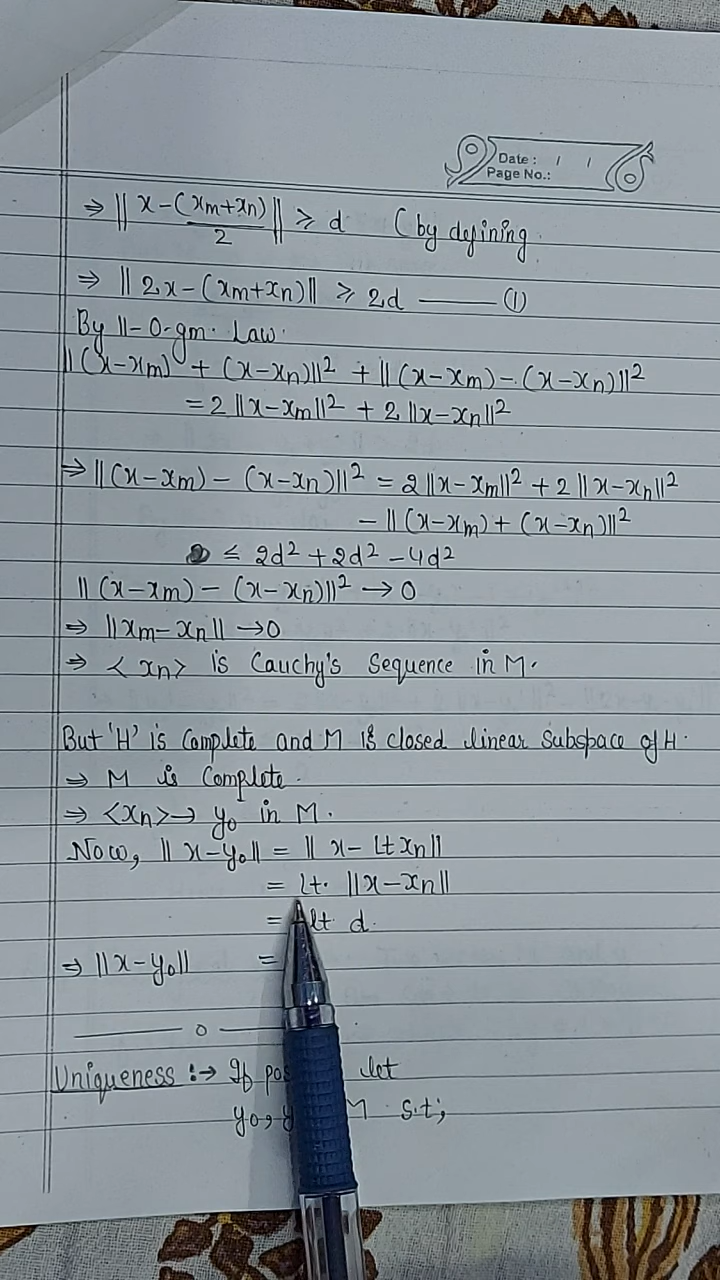 Date : / /
Page No.:
⇒ || x-(xm+xn)/2 || ≥ d (by defining
⇒ || 2x-(xm+xn)|| ≥ 2d —— (1)
By ||-0-gm. Law.
||(x-xm) + (x-xn)||² + ||(x-xm)-(x-xn)||²
= 2 ||x-xm||² + 2 ||x-xn||²
⇒ ||(x-xm) - (x-xn)||² = 2||x-xm||² + 2 ||x-xn||²
- ||(x-xm) + (x-xn)||²
≤ 2d² + 2d² - 4d²
|| (x-xm) - (x-xn)||² → 0
⇒ ||xm-xn|| → 0
⇒ <xn> is Cauchy's Sequence in M.
But 'H' is Complete and M is closed linear Subspace of H.
⇒ M is Complete.
⇒ <xn> → y0 in M.
Now, || x-y0|| = || x- lt xn||
= lt. ||x-xn||
= lt d.
⇒ ||x-y0|| =
—— o ——
Uniqueness :→ If let
y0, M s.t;